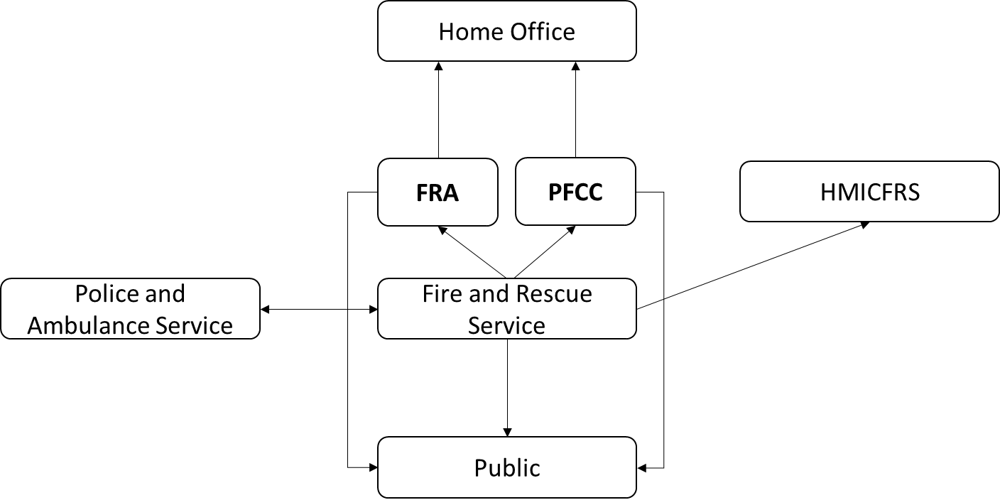 Home Office
FRA
PFCC
HMICFRS
Police and
Ambulance Service
Fire and Rescue
Service
Public